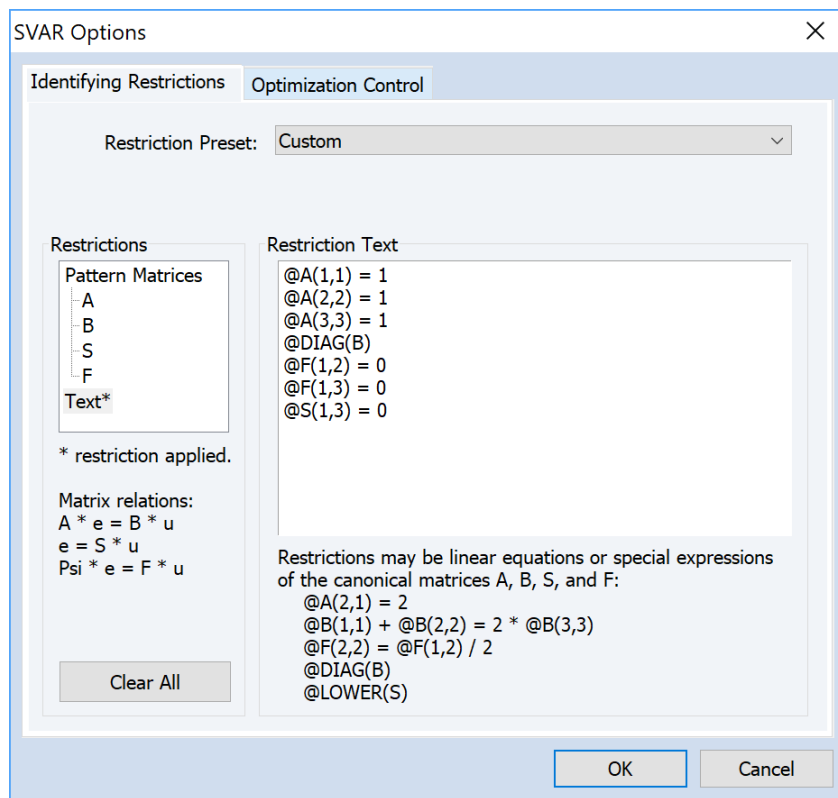 SVAR Options
Identifying Restrictions
Optimization Control
Restriction Preset:
Custom
Restrictions
Pattern Matrices
A
B
S
F
Text*
* restriction applied.
Matrix relations:
A * e = B * u
e = S * u
Psi * e = F * u
Clear All
Restriction Text
@A(1,1) = 1
@A(2,2) = 1
@A(3,3) = 1
@DIAG(B)
@F(1,2) = 0
@F(1,3) = 0
@S(1,3) = 0
Restrictions may be linear equations or special expressions
of the canonical matrices A, B, S, and F:
@A(2,1) = 2
@B(1,1) + @B(2,2) = 2 * @B(3,3)
@F(2,2) = @F(1,2) / 2
@DIAG(B)
@LOWER(S)
OK
Cancel